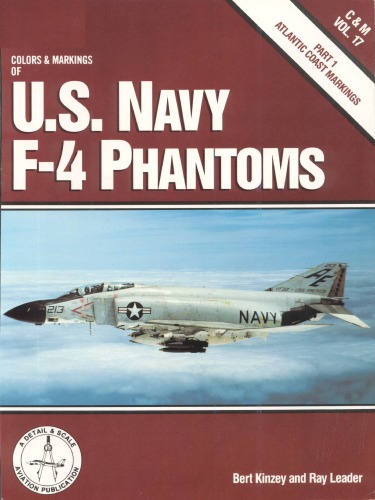 C & M
VOL. 17
PART 1
ATLANTIC COAST MARKINGS
COLORS & MARKINGS
OF
U.S. NAVY
F-4 PHANTOMS
AE
213
NAVY
A DETAIL & SCALE
AVIATION PUBLICATION
Bert Kinzey and Ray Leader